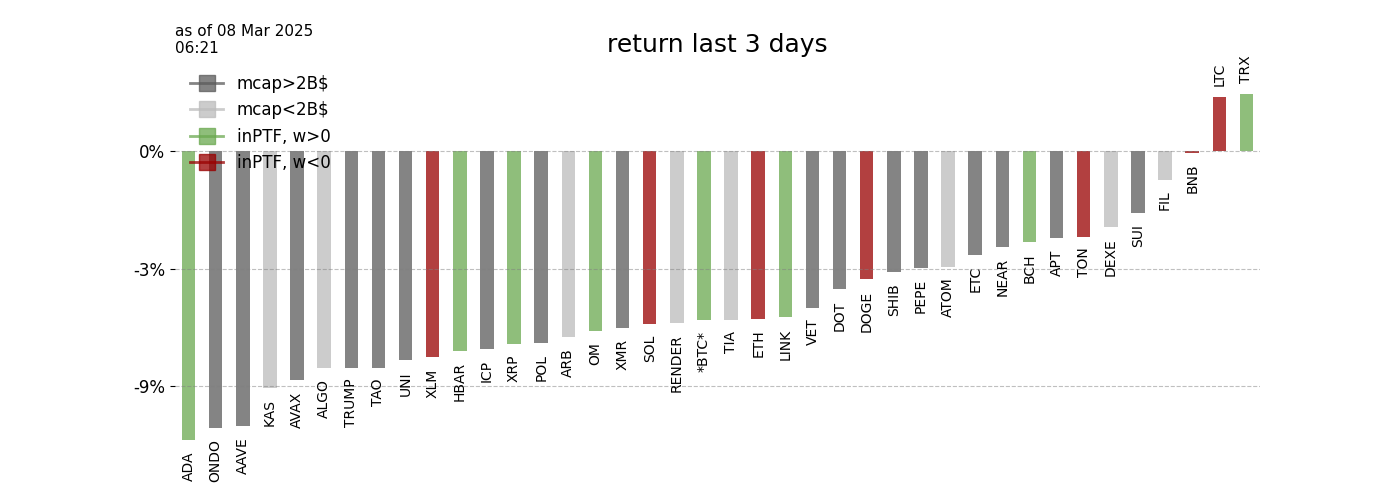 as of 08 Mar 2025
06:21
return last 3 days
mcap>2B$
mcap<2B$
inPTF, w>0
inPTF, w<0
0%
-3%
-9%
ADA
ONDO
AAVE
KAS
AVAX
ALGO
TRUMP
TAO
UNI
XLM
HBAR
ICP
XRP
POL
ARB
OM
XMR
SOL
RENDER
*BTC*
TIA
ETH
LINK
VET
DOT
DOGE
SHIB
PEPE
ATOM
ETC
NEAR
BCH
APT
TON
DEXE
SUI
FIL
BNB
LTC
TRX